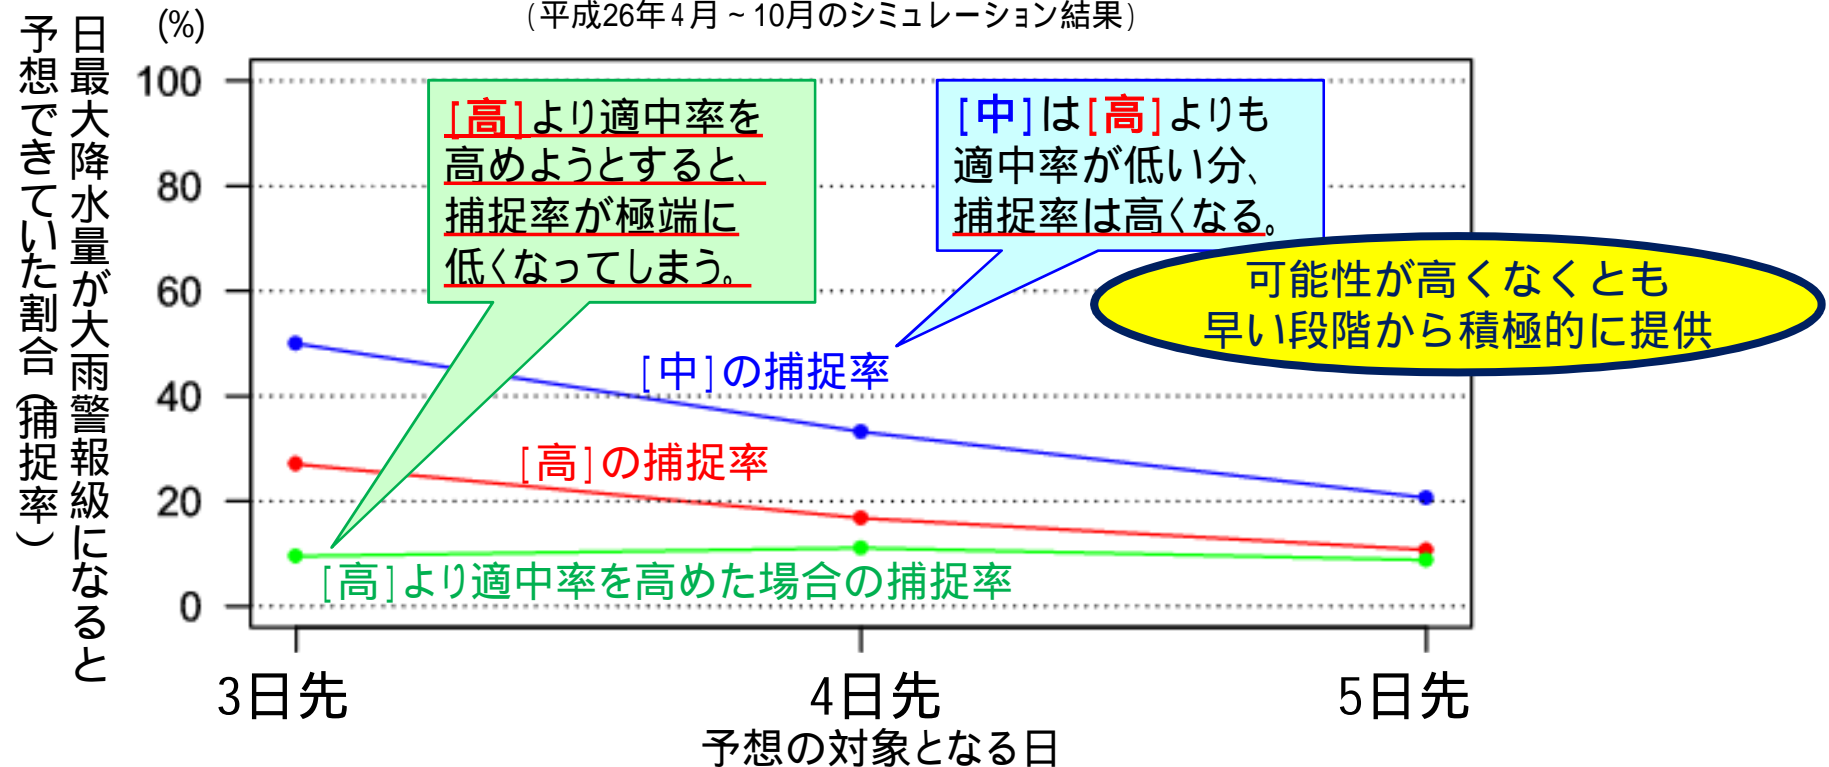 (平成26年4月~10月のシミュレーション結果)
(%)
日最大降水量が大雨警報級になると
予想できていた割合(捕捉率)
100
80
60
40
20
0
[高]より適中率を
高めようとすると、
捕捉率が極端に
低くなってしまう。
[中]は[高]よりも
適中率が低い分、
捕捉率は高くなる。
可能性が高くなくとも
早い段階から積極的に提供
[中]の捕捉率
[高]の捕捉率
[高]より適中率を高めた場合の捕捉率
3日先
4日先
5日先
予想の対象となる日